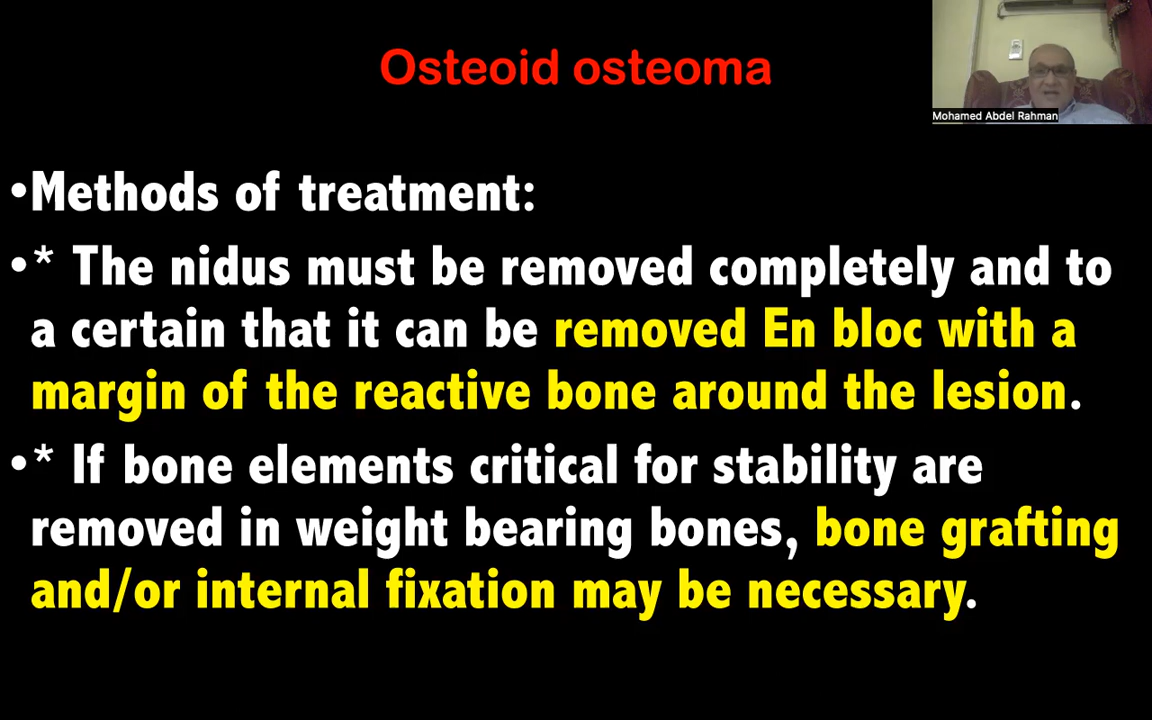 Osteoid osteoma
Mohamed Abdel Rahman
•Methods of treatment:
•* The nidus must be removed completely and to
a certain that it can be removed En bloc with a
margin of the reactive bone around the lesion.
•* If bone elements critical for stability are
removed in weight bearing bones, bone grafting
and/or internal fixation may be necessary.